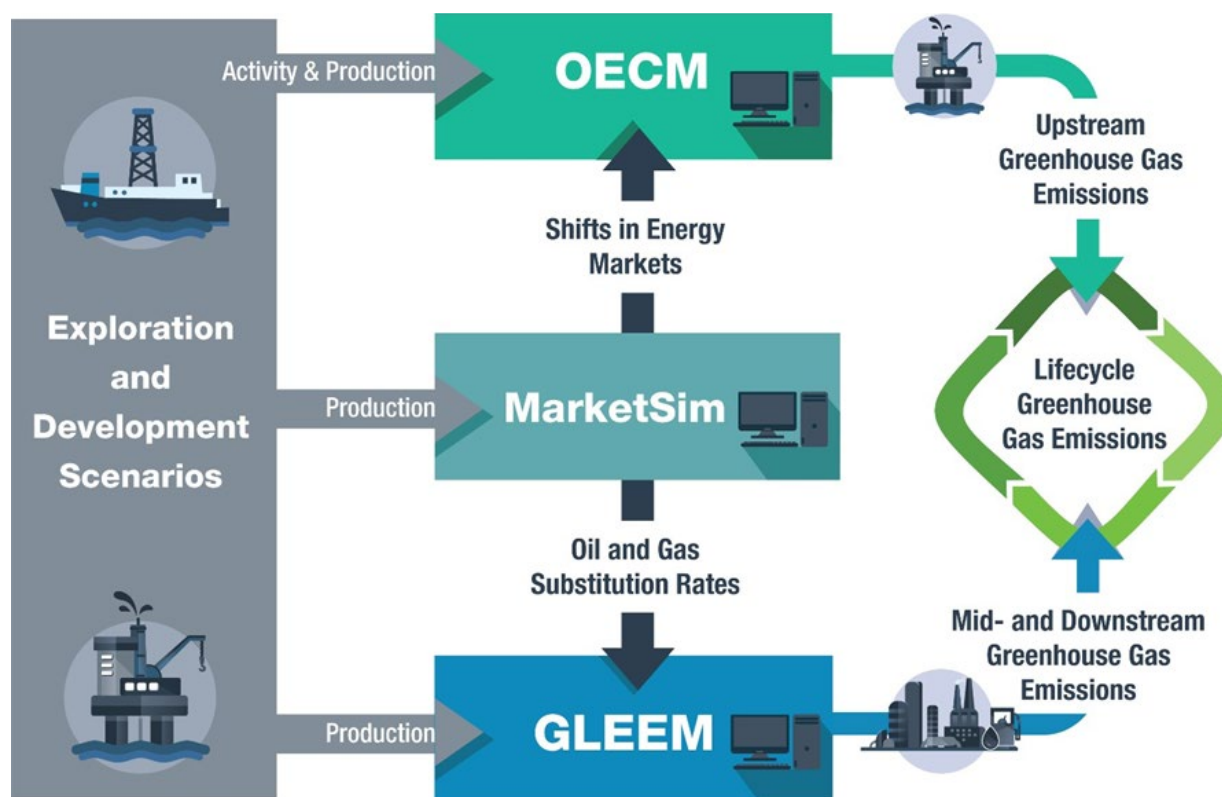 Activity & Production
OECM
Upstream
Greenhouse Gas
Emissions
Shifts in Energy
Markets
Exploration
and
Development
Scenarios
Production
MarketSim
Lifecycle
Greenhouse
Gas Emissions
Oil and Gas
Substitution Rates
Production
GLEEM
Mid- and Downstream
Greenhouse Gas
Emissions